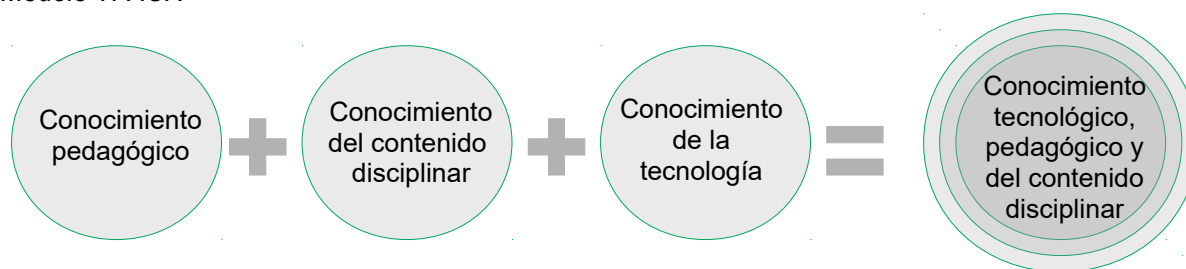 Conocimiento
pedagógico
Conocimiento
del contenido
disciplinar
Conocimiento
de la
tecnología
Conocimiento
tecnológico,
pedagógico y
del contenido
disciplinar